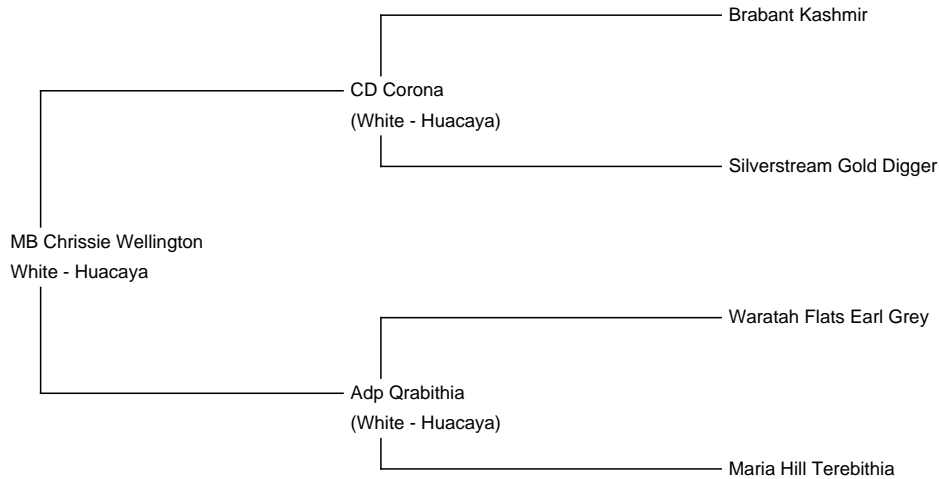 Brabant Kashmir
CD Corona
(White - Huacaya)
Silverstream Gold Digger
MB Chrissie Wellington
White - Huacaya
Waratah Flats Earl Grey
Adp Qrabithia
(White - Huacaya)
Maria Hill Terebithia